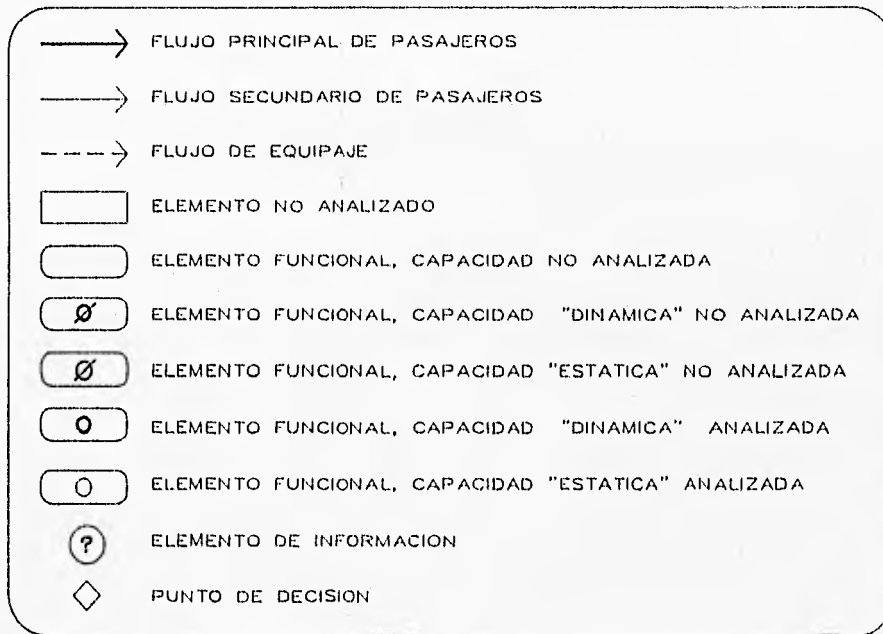 FLUJO PRINCIPAL DE PASAJEROS
FLUJO SECUNDARIO DE PASAJEROS
FLUJO DE EQUIPAJE
ELEMENTO NO ANALIZADO
ELEMENTO FUNCIONAL, CAPACIDAD NO ANALIZADA
Ø ELEMENTO FUNCIONAL, CAPACIDAD "DINAMICA" NO ANALIZADA
Ø ELEMENTO FUNCIONAL, CAPACIDAD "ESTATICA" NO ANALIZADA
O ELEMENTO FUNCIONAL, CAPACIDAD "DINAMICA" ANALIZADA
O ELEMENTO FUNCIONAL, CAPACIDAD "ESTATICA" ANALIZADA
? ELEMENTO DE INFORMACION
PUNTO DE DECISION